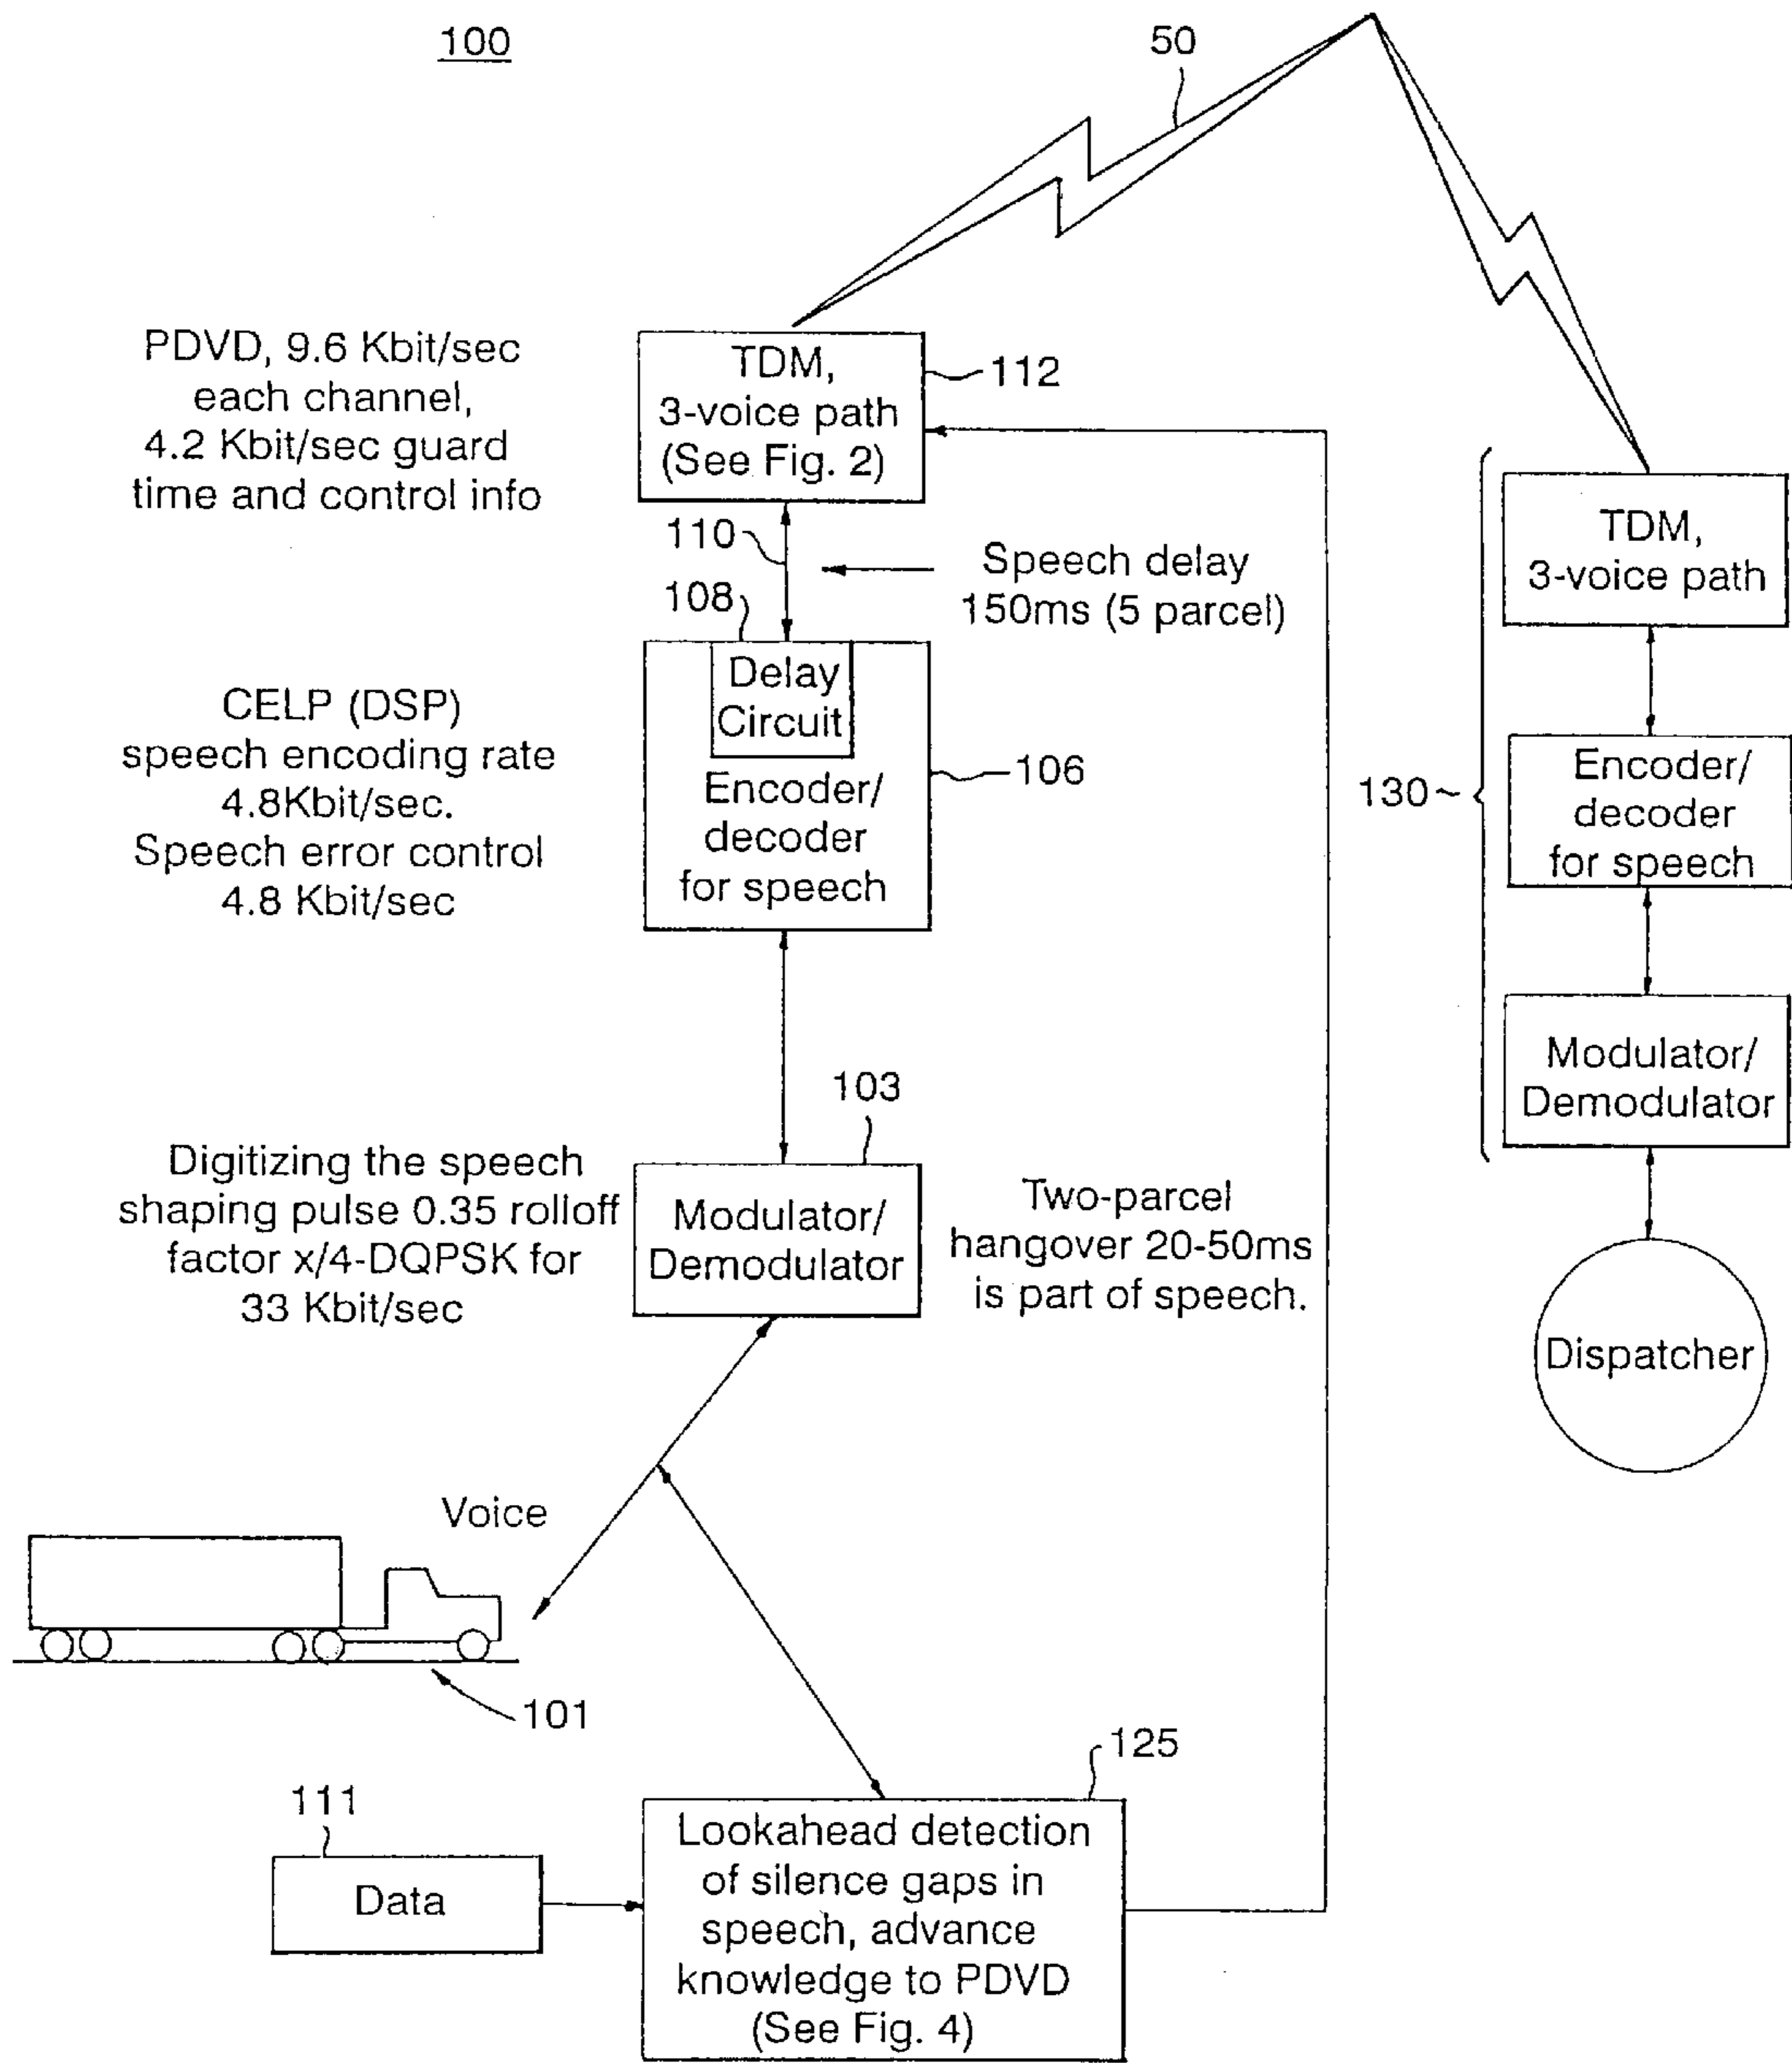 100
50
PDVD, 9.6 Kbit/sec
each channel,
4.2 Kbit/sec guard
time and control info
TDM,
3-voice path
(See Fig. 2)
112
110
Speech delay
150ms (5 parcel)
108
Delay
Circuit
Encoder/
decoder
for speech
106
CELP (DSP)
speech encoding rate
4.8Kbit/sec.
Speech error control
4.8 Kbit/sec
TDM,
3-voice path
130
Encoder/
decoder
for speech
Modulator/
Demodulator
Dispatcher
103
Digitizing the speech
shaping pulse 0.35 rolloff
factor x/4-DQPSK for
33 Kbit/sec
Modulator/
Demodulator
Two-parcel
hangover 20-50ms
is part of speech.
Voice
101
125
111
Data
Lookahead detection
of silence gaps in
speech, advance
knowledge to PDVD
(See Fig. 4)